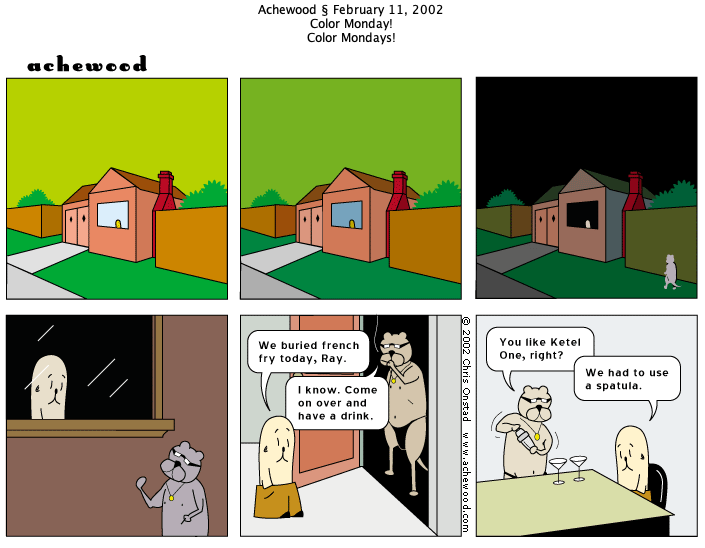 Achewood § February 11, 2002
Color Monday!
Color Mondays!
achewood
We buried french
fry today, Ray.
I know. Come
on over and
have a drink.
© 2002 Chris Onstad www.achewood.com
You like Ketel
One, right?
We had to use
a spatula.